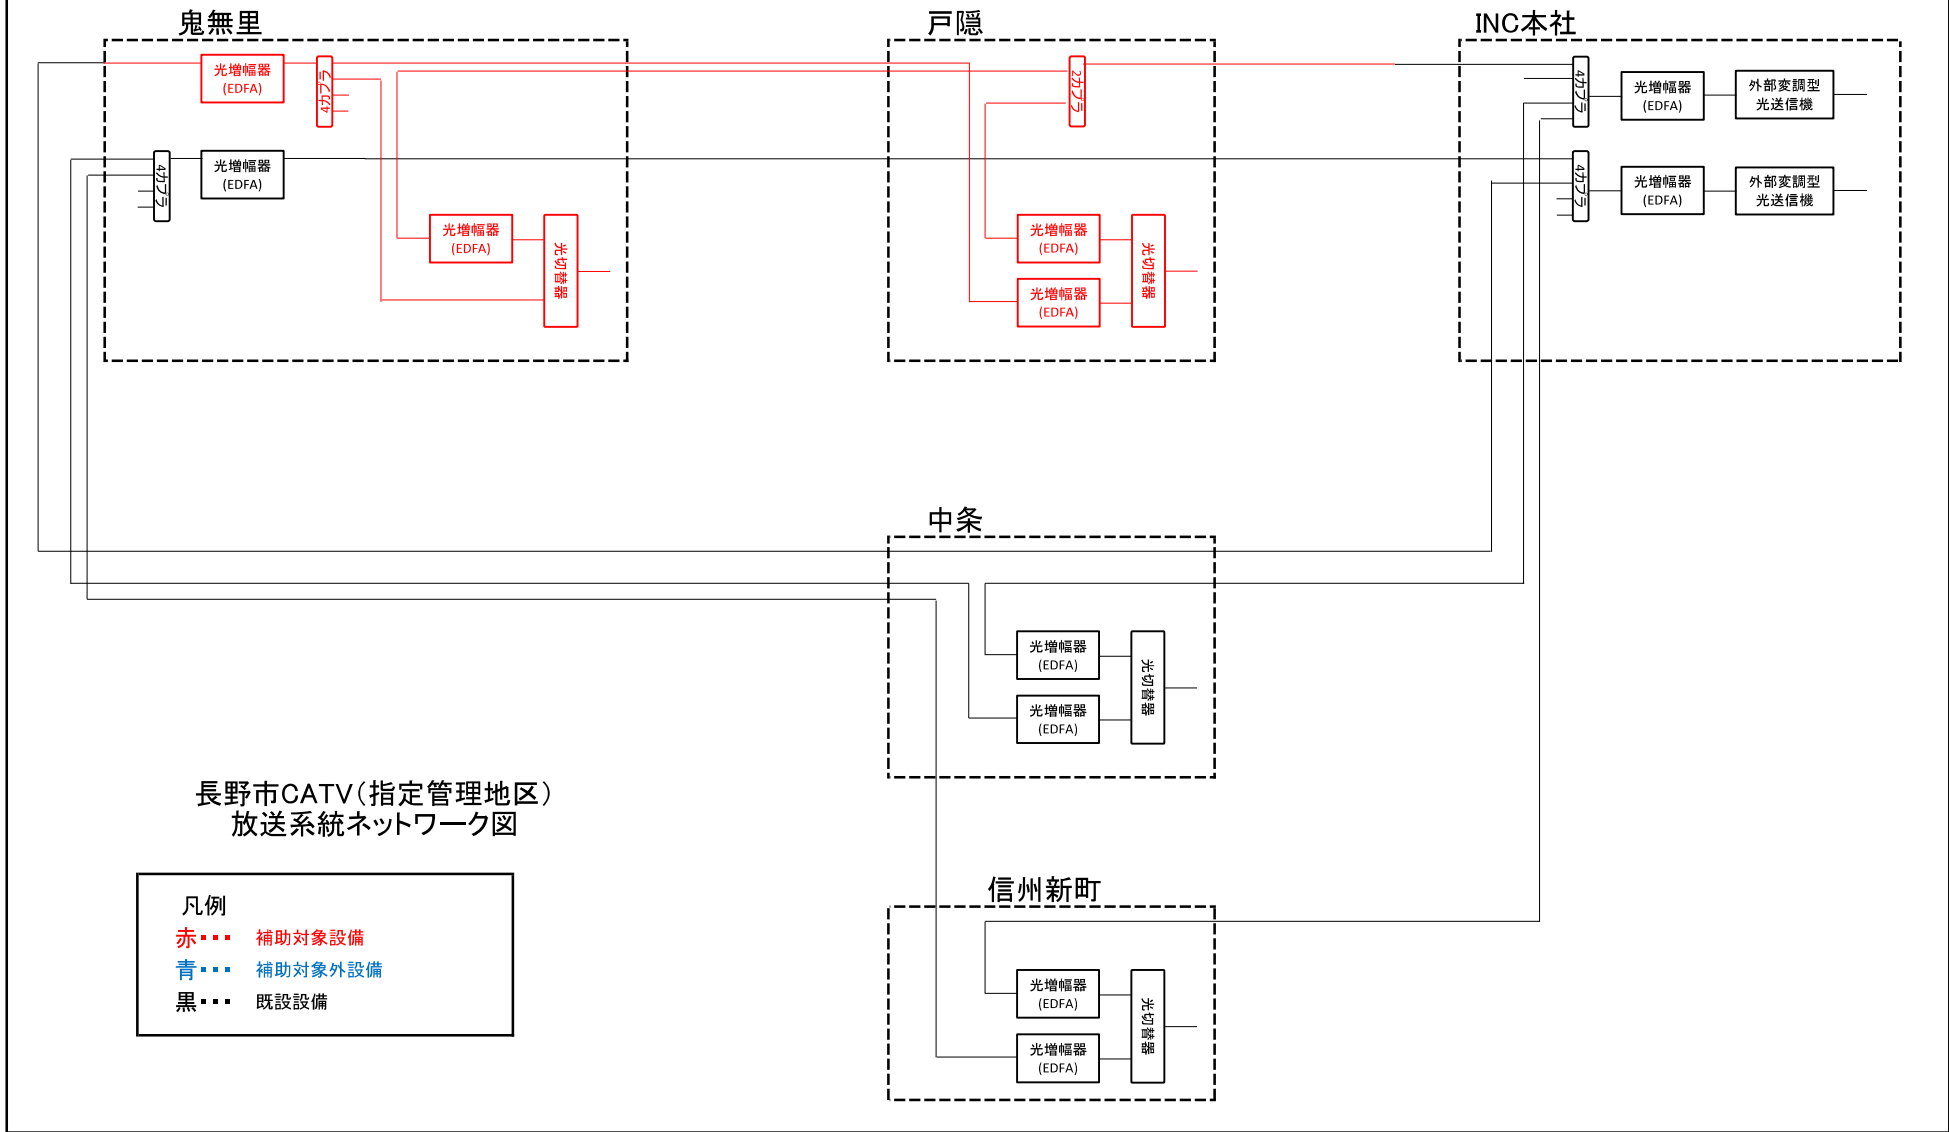 鬼無里
光増幅器
(EDFA)
4カプラ
4カプラ
光増幅器
(EDFA)
光増幅器
(EDFA)
光切替器
戸隠
2カプラ
光増幅器
(EDFA)
光増幅器
(EDFA)
光切替器
INC本社
4カプラ
光増幅器
(EDFA)
外部変調型
光送信機
4カプラ
光増幅器
(EDFA)
外部変調型
光送信機
中条
光増幅器
(EDFA)
光増幅器
(EDFA)
光切替器
信州新町
光増幅器
(EDFA)
光増幅器
(EDFA)
光切替器
長野市CATV(指定管理地区)
放送系統ネットワーク図
凡例
赤・・・ 補助対象設備
青・・・ 補助対象外設備
黒・・・ 既設設備